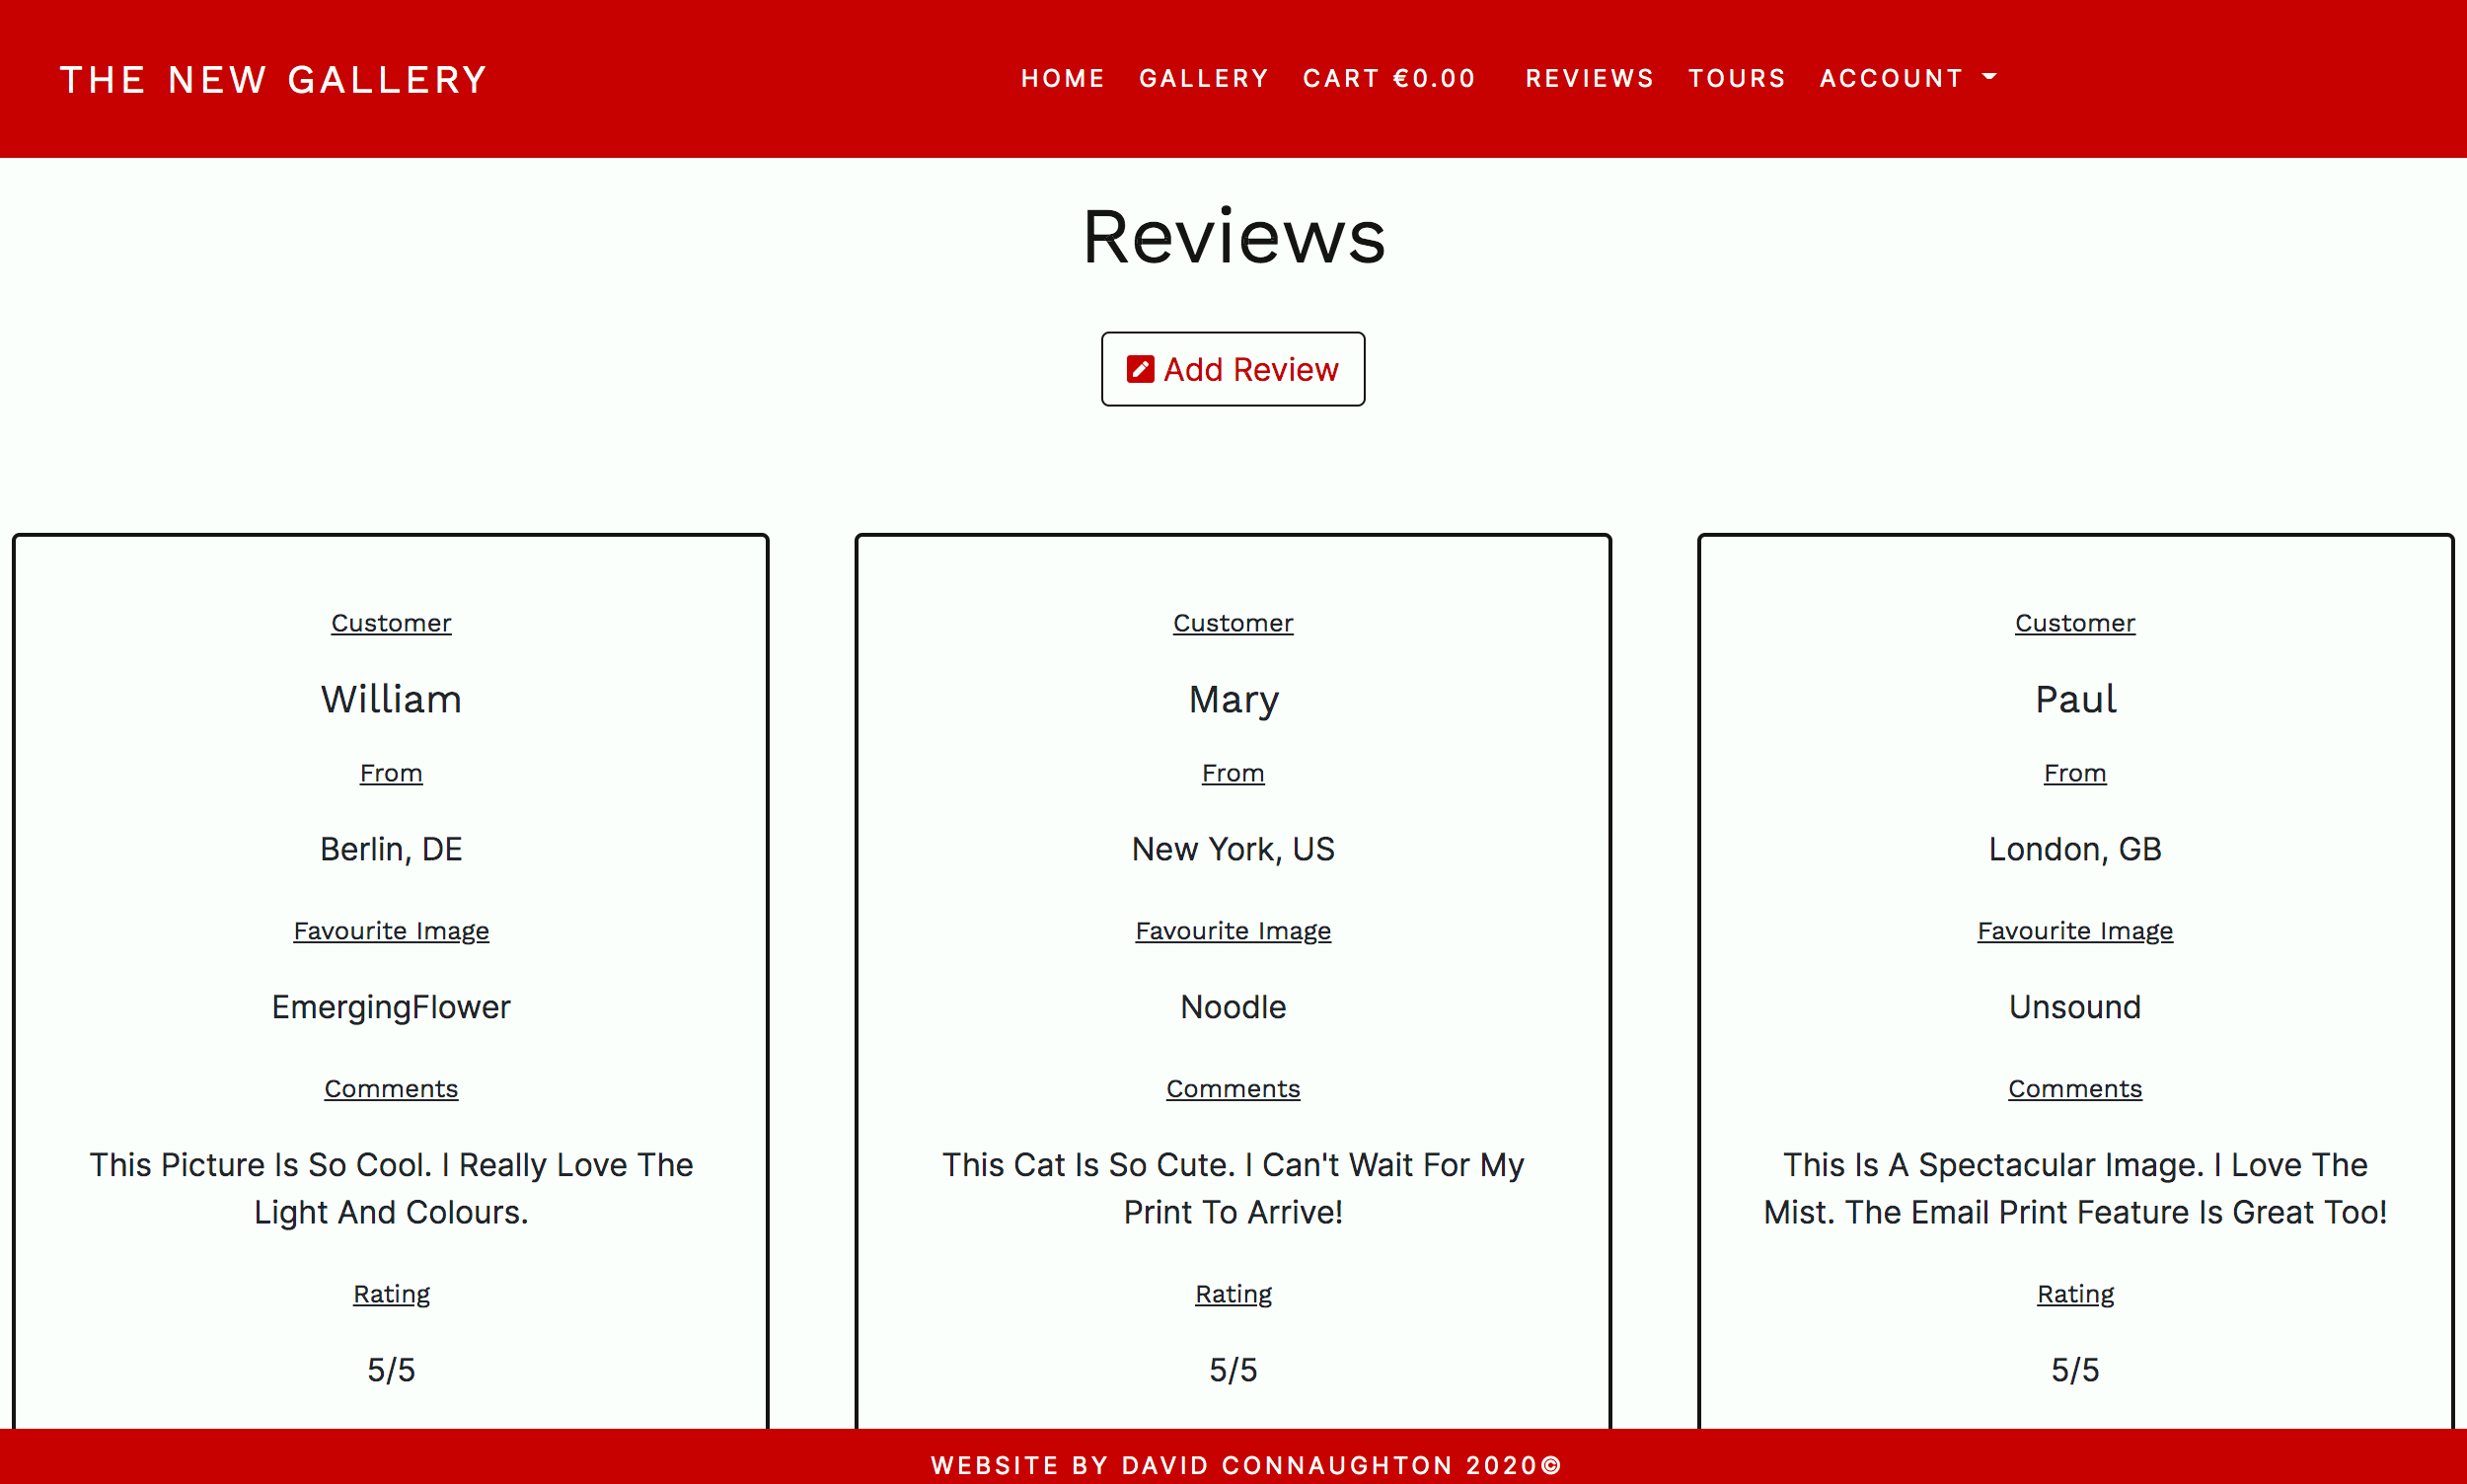 THE NEW GALLERY
HOME GALLERY CART €0.00 REVIEWS TOURS ACCOUNT
Reviews
Add Review
Customer
William
From
Berlin, DE
Favourite Image
EmergingFlower
Comments
This Picture Is So Cool. I Really Love The
Light And Colours.
Rating
5/5
Customer
Mary
From
New York, US
Favourite Image
Noodle
Comments
This Cat Is So Cute. I Can't Wait For My
Print To Arrive!
Rating
5/5
Customer
Paul
From
London, GB
Favourite Image
Unsound
Comments
This Is A Spectacular Image. I Love The
Mist. The Email Print Feature Is Great Too!
Rating
5/5
WEBSITE BY DAVID CONNAUGHTON 2020©